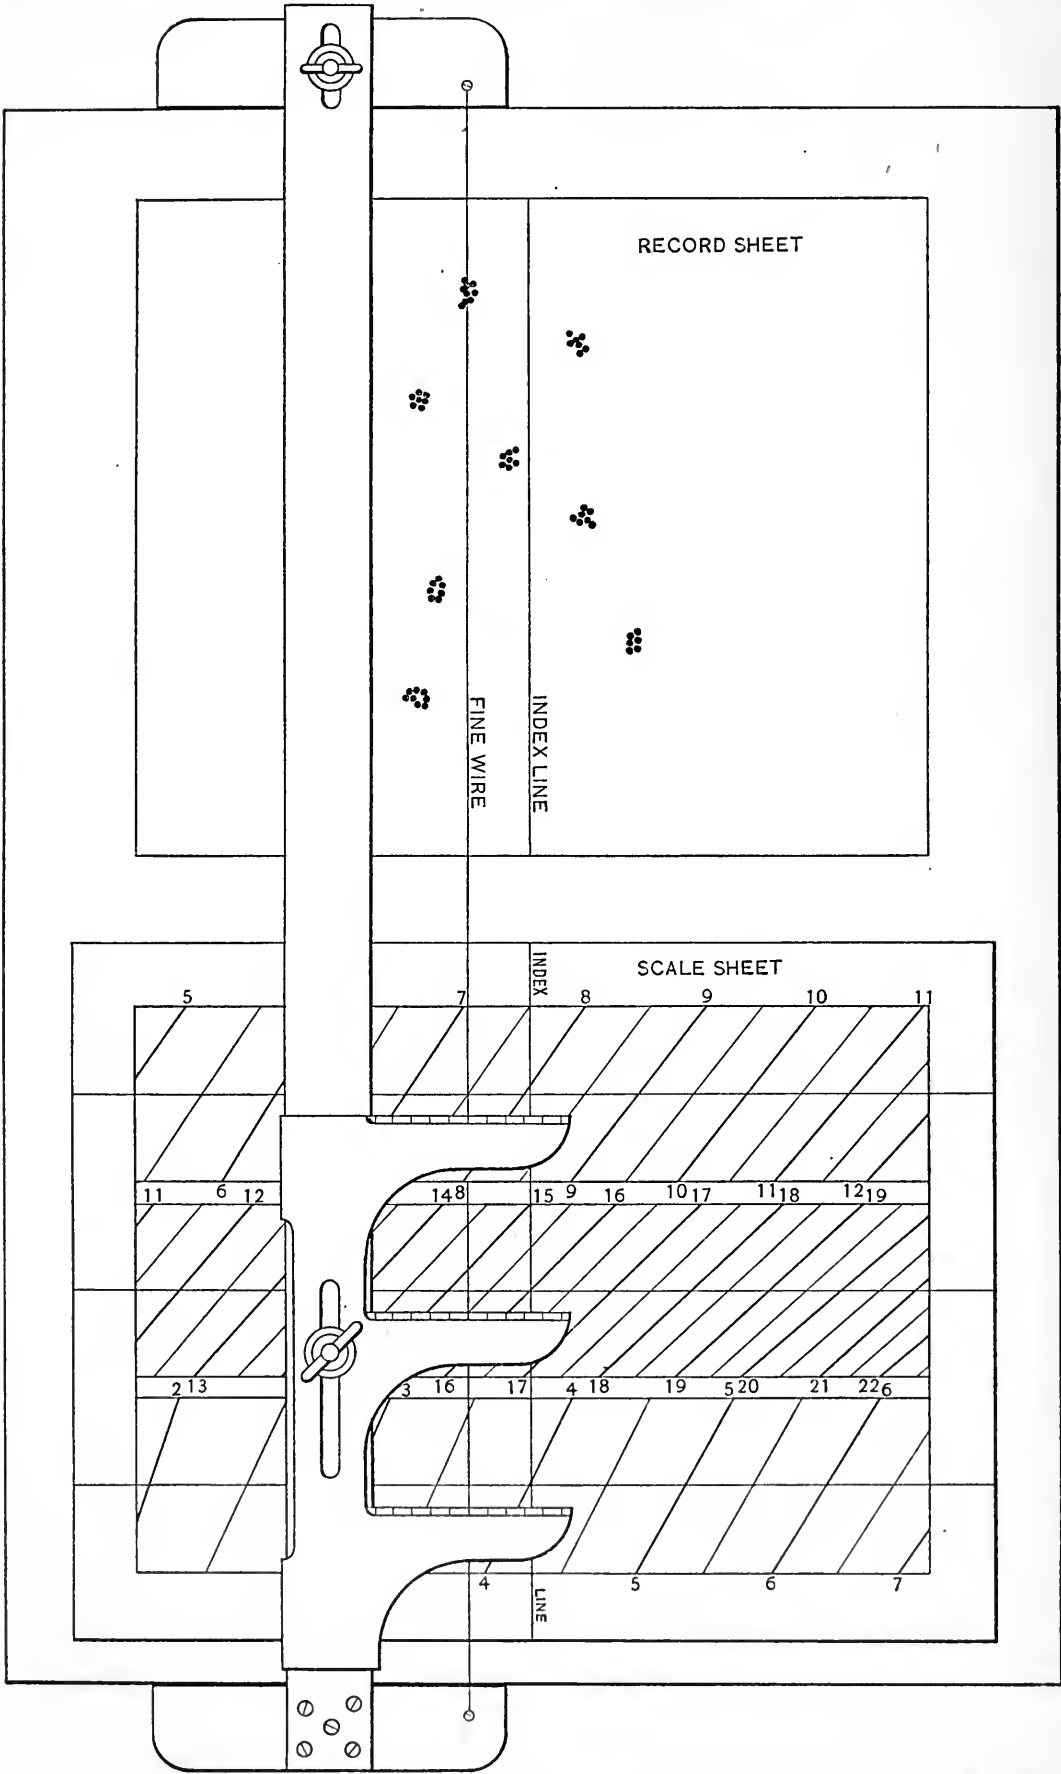 RECORD SHEET
FINE WIRE
INDEX LINE
INDEX
SCALE SHEET
5 7 8 9 10 11
11 6 12 14 8 15 9 16 10 17 11 18 12 19
2 13 3 16 17 4 18 19 5 20 21 22 6
4 5 6 7
LINE